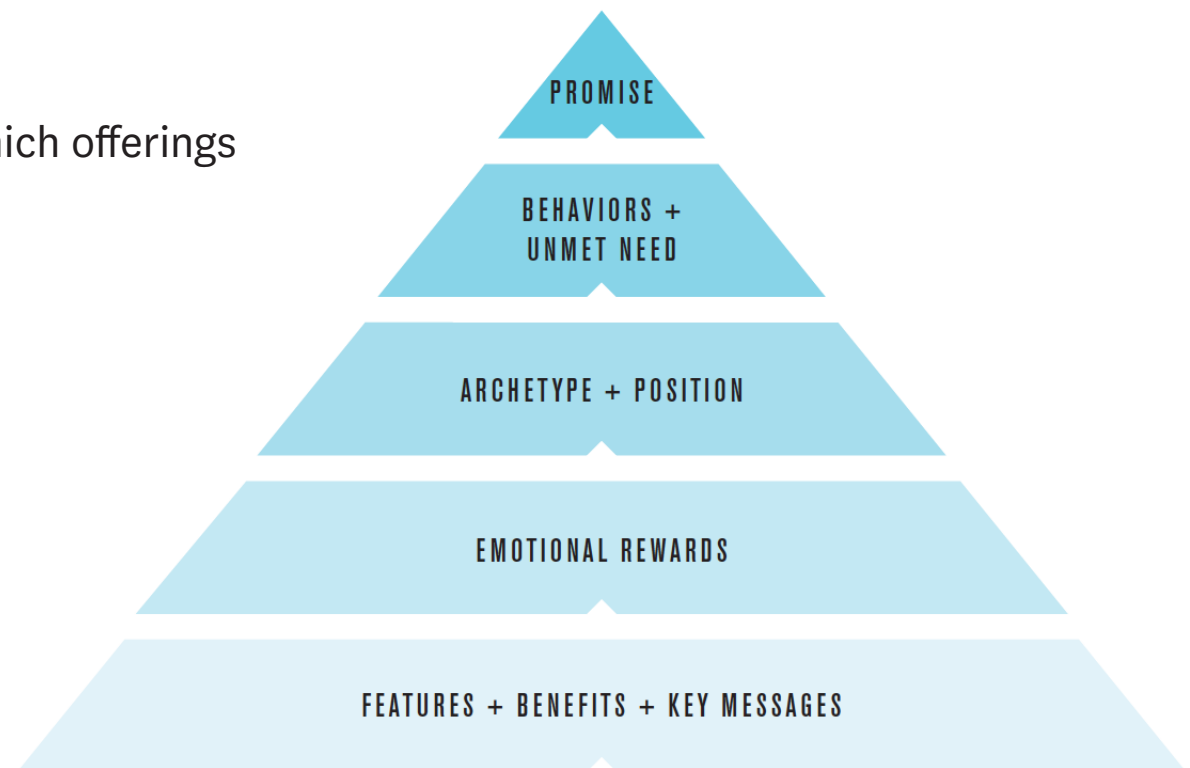 PROMISE
offerings
BEHAVIORS +
UNMET NEED
ARCHETYPE + POSITION
EMOTIONAL REWARDS
FEATURES + BENEFITS + KEY MESSAGES